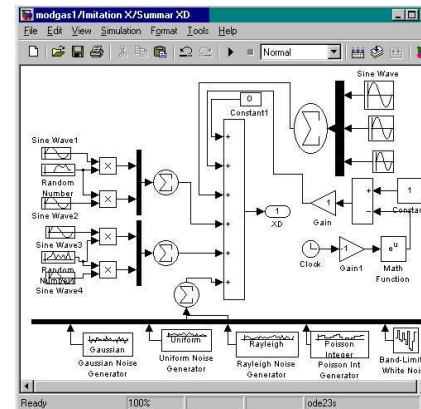 modgas1/Imitation X/Summar XD
File Edit View Simulation Format Tools Help
Normal
Sine Wave
0
Constant1
Sine Wave1
Random
Number
Sine Wave2
Sine Wave3
Random
Sine Wave4
1
XD
1
Gain
1
Clock
-1
Gain1
e^u
Math
Function
Gaussian
Gaussian Noise
Generator
Uniform
Uniform Noise
Generator
Rayleigh
Rayleigh Noise
Generator
Poisson
Integer
Poisson Int
Generator
Band-Limit
White Noi
Ready 100% ode23s